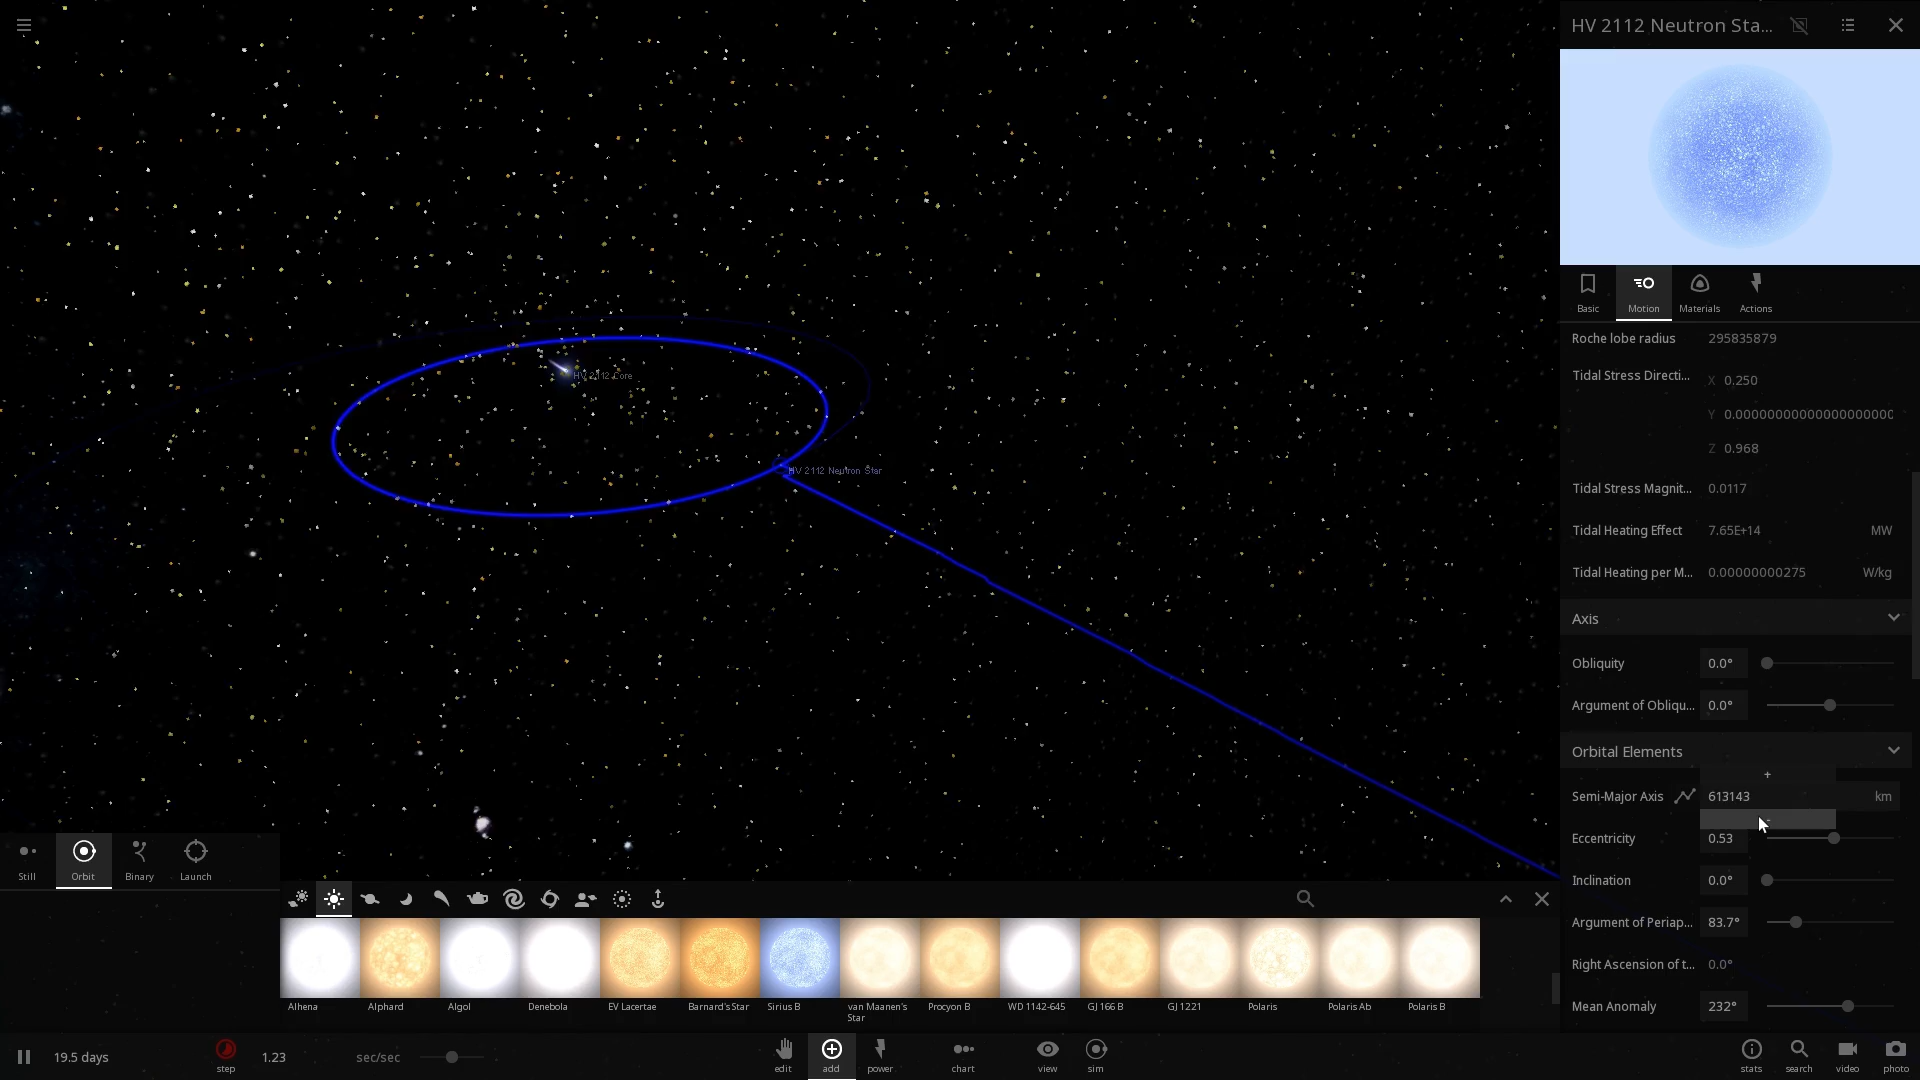 HV 2112 Neutron Sta...
Basic
Motion
Materials
Actions
Roche lobe radius 295835879
Tidal Stress Directi... X 0.250
Y 0.00000000000000000000
Z 0.968
Tidal Stress Magnit... 0.0117
Tidal Heating Effect 7.65E+14 MW
Tidal Heating per M... 0.00000000275 W/kg
Axis
Obliquity 0.0°
Argument of Obliqu... 0.0°
Orbital Elements
+
Semi-Major Axis 613143 km
-
Eccentricity 0.53
Inclination 0.0°
Argument of Periap... 83.7°
Right Ascension of t... 0.0°
Mean Anomaly 232°
HV 2112 Core
HV 2112 Neutron Star
Still
Orbit
Binary
Launch
Alhena
Alphard
Algol
Denebola
EV Lacertae
Barnard's Star
Sirius B
van Maanen's
Star
Procyon B
WD 1142-645
GJ 166 B
GJ 1221
Polaris
Polaris Ab
Polaris B
19.5 days
step
1.23 sec/sec
edit
add
power
chart
view
sim
stats
search
video
photo